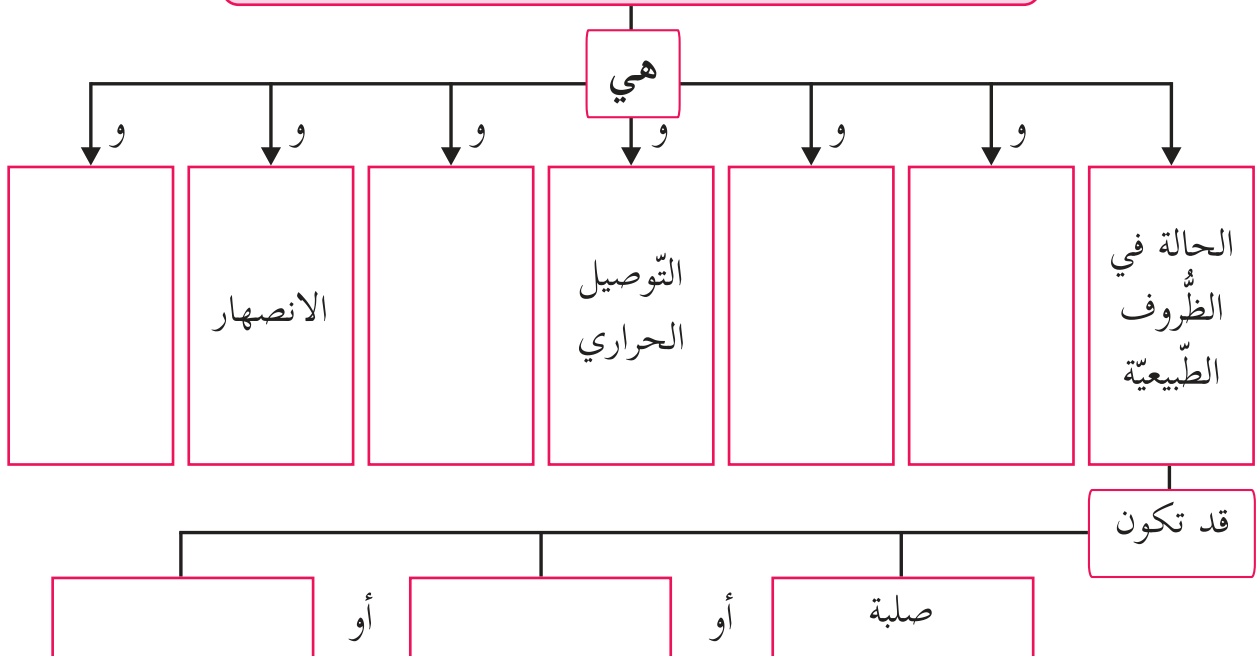 هي
و
و
و
و
و
و
الحالة في
الظُّروف
الطّبيعيّة
التّوصيل
الحراري
الانصهار
قد تكون
صلبة
أو
أو